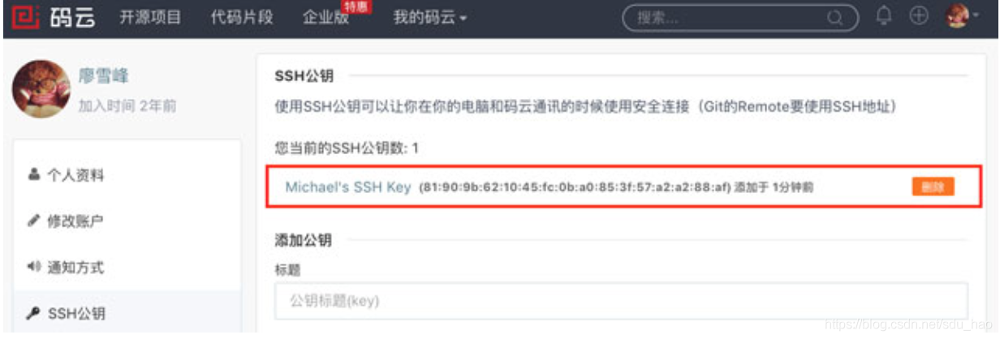 码云 开源项目 代码片段 企业版 特惠 我的码云 搜索...
廖雪峰
加入时间 2年前
个人资料
修改账户
通知方式
SSH公钥
SSH公钥
使用SSH公钥可以让你在你的电脑和码云通讯的时候使用安全连接（Git的Remote要使用SSH地址）
您当前的SSH公钥数: 1
Michael's SSH Key (81:90:9b:62:10:45:fc:0b:a0:85:3f:57:a2:a2:88:af) 添加于 1分钟前 删除
添加公钥
标题
公钥标题(key)
https://blog.csdn.net/sdu_hao